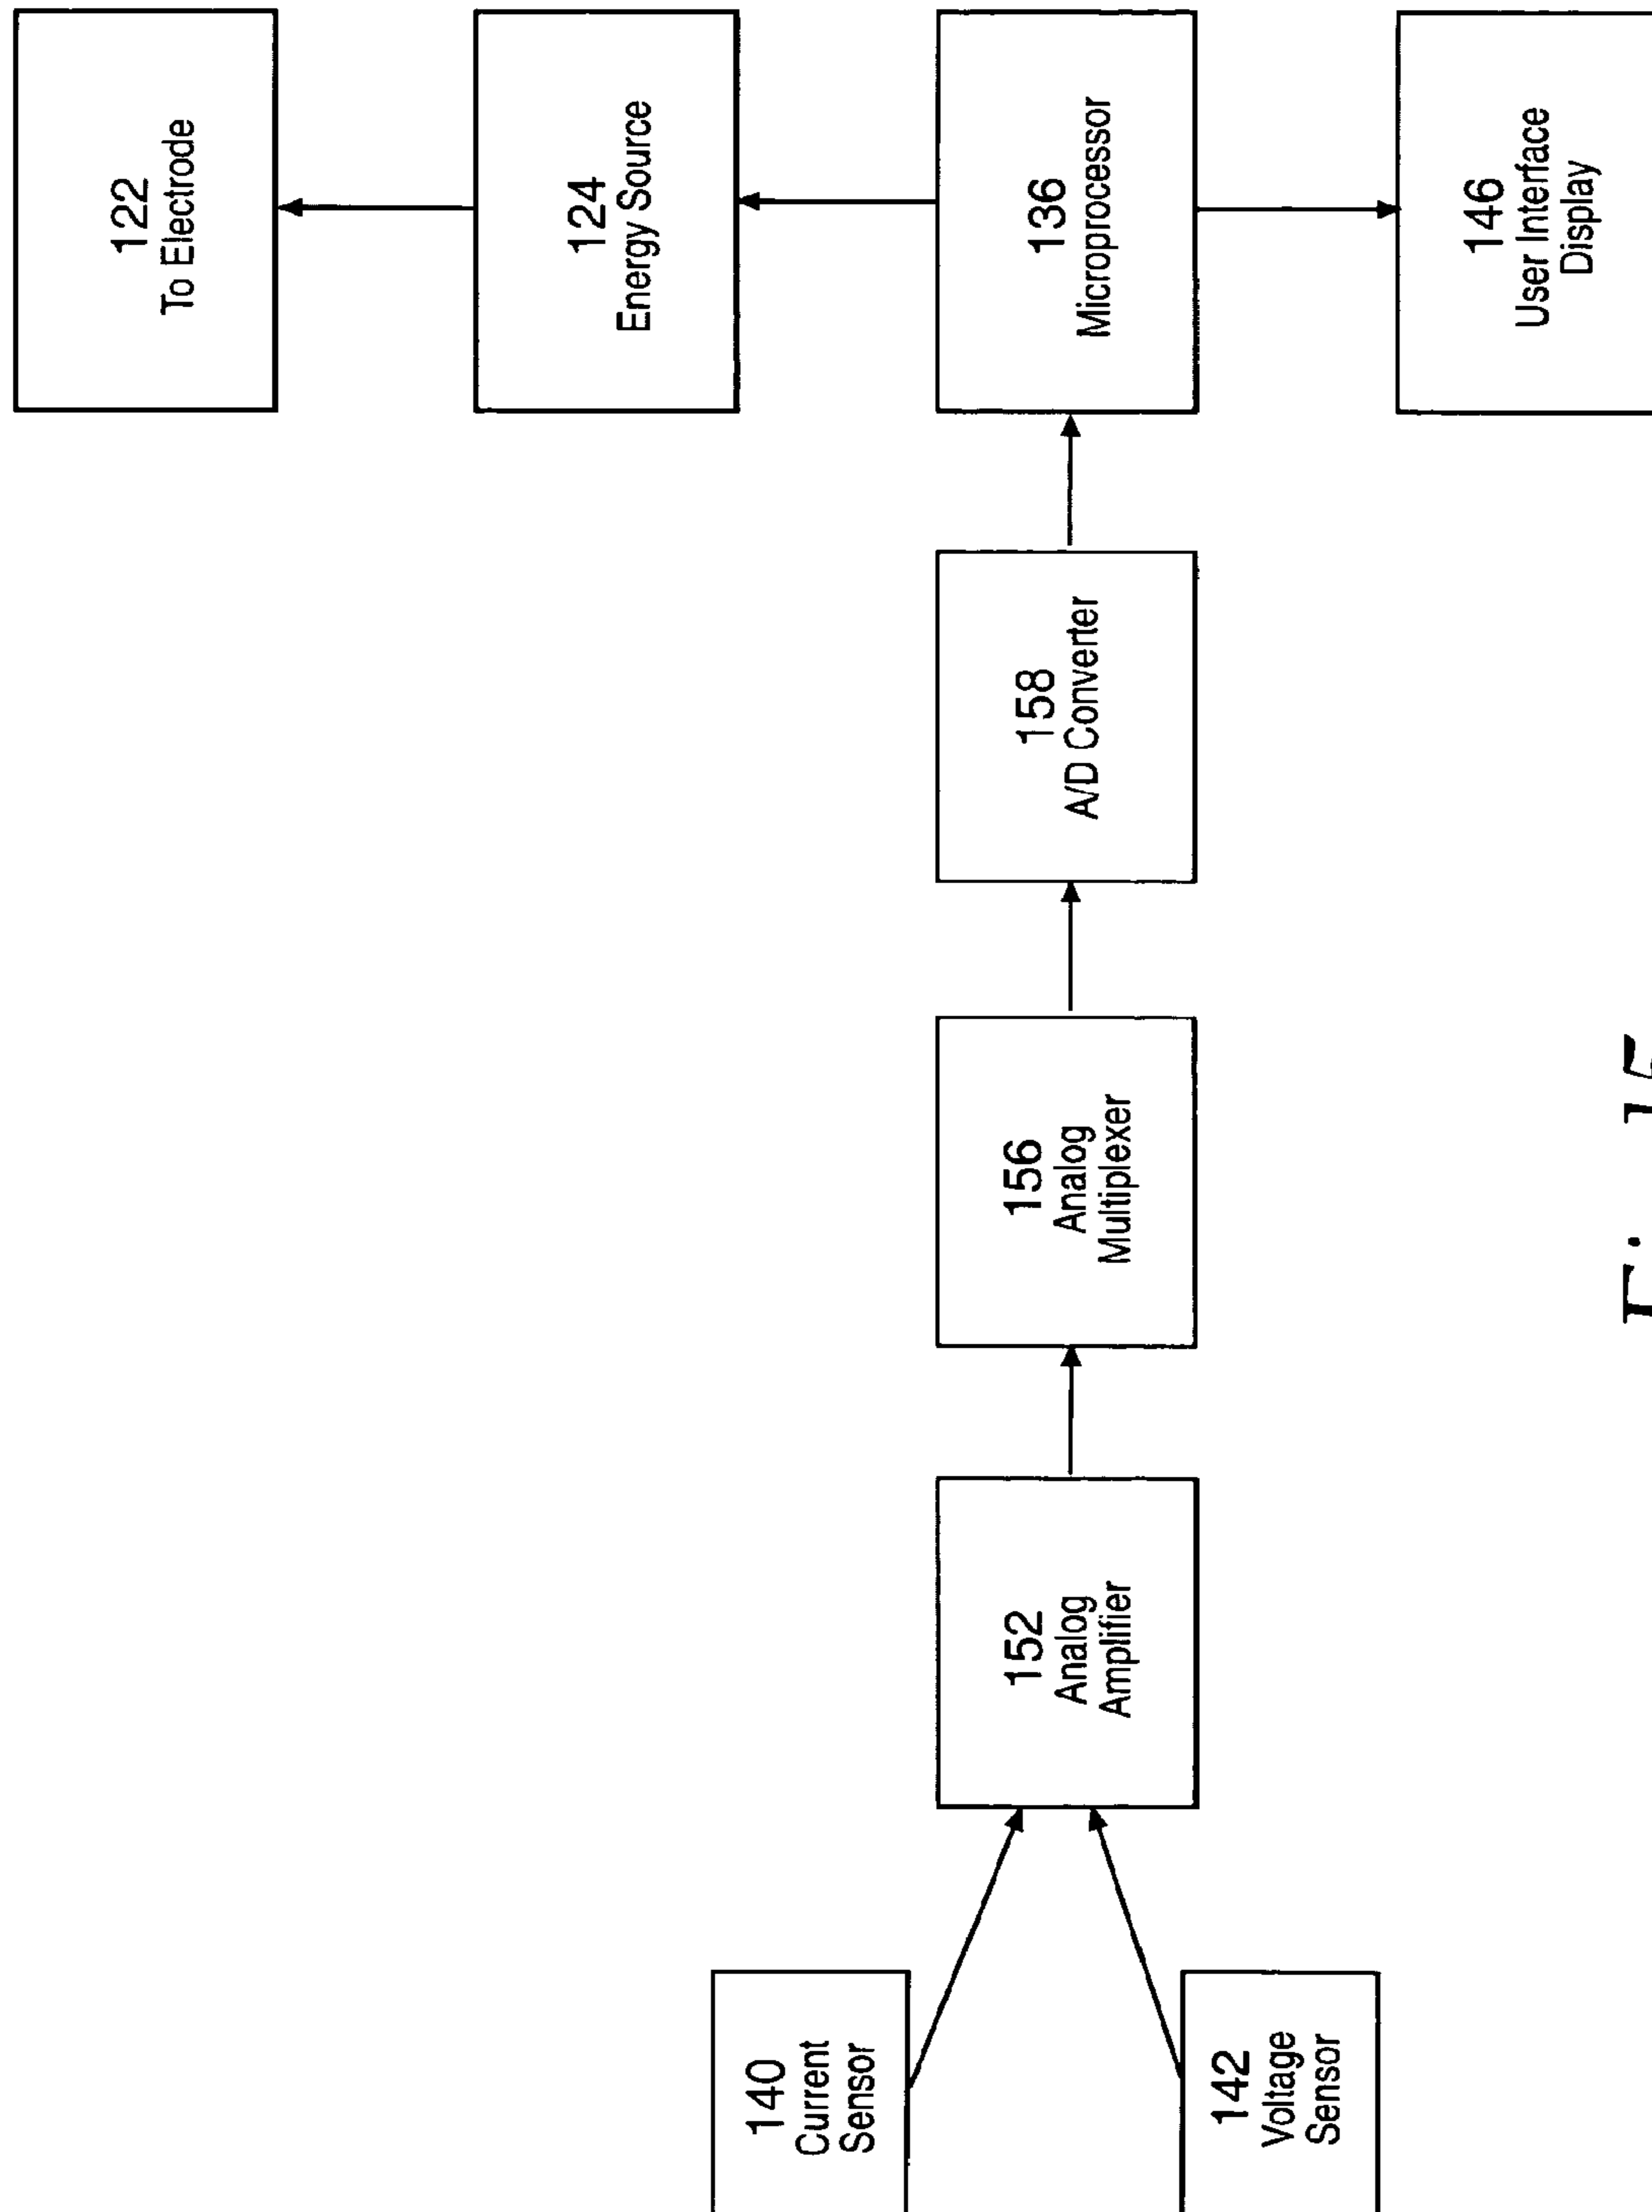 122
To Electrode
124
Energy Source
140
Current
Sensor
152
Analog
Amplifier
156
Analog
Multiplexer
158
A/D Converter
136
Microprocessor
142
Voltage
Sensor
146
User Interface
Display